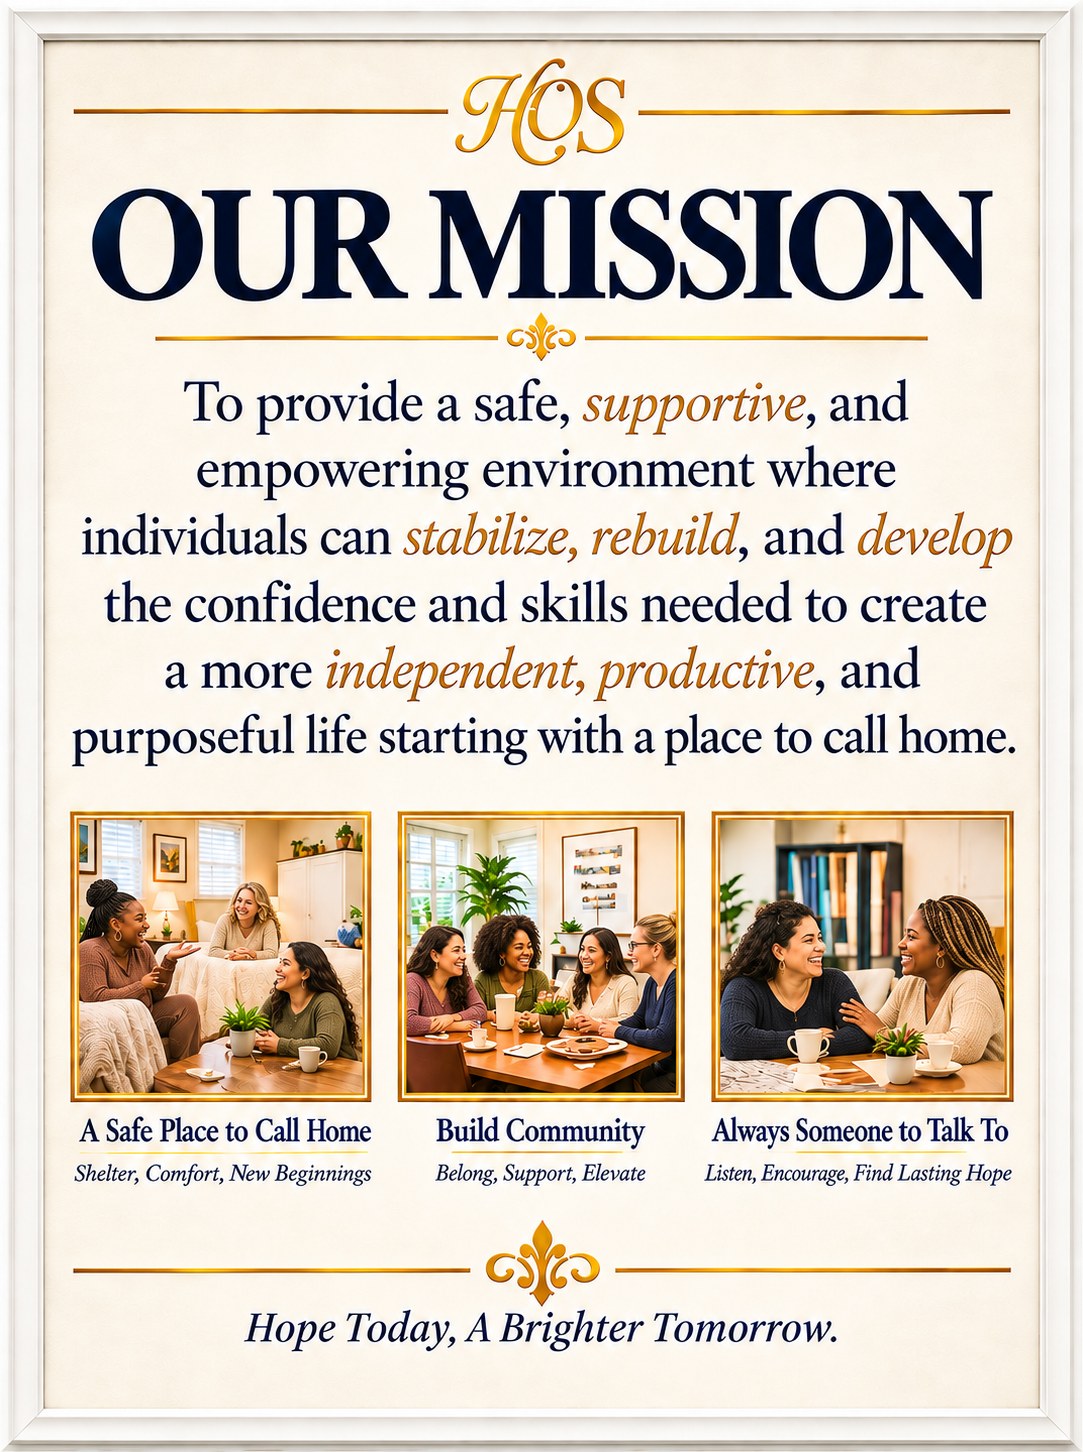 HOS
OUR MISSION
To provide a safe, supportive, and
empowering environment where
individuals can stabilize, rebuild, and develop
the confidence and skills needed to create
a more independent, productive, and
purposeful life starting with a place to call home.
A Safe Place to Call Home
Shelter, Comfort, New Beginnings
Build Community
Belong, Support, Elevate
Always Someone to Talk To
Listen, Encourage, Find Lasting Hope
Hope Today, A Brighter Tomorrow.